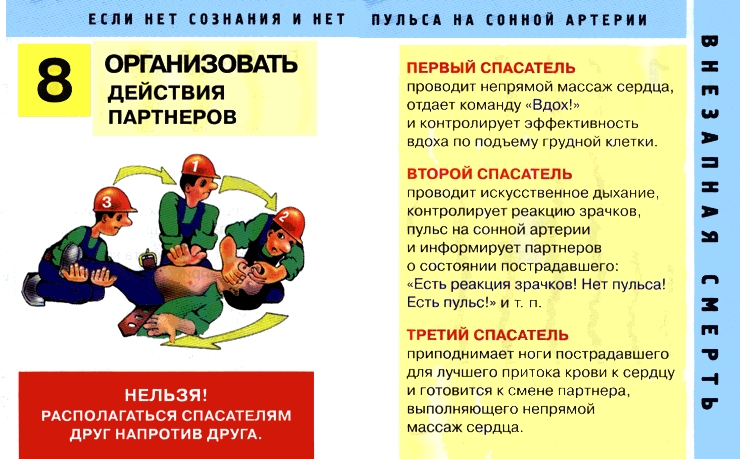 ЕСЛИ НЕТ СОЗНАНИЯ И НЕТ ПУЛЬСА НА СОННОЙ АРТЕРИИ
8
ОРГАНИЗОВАТЬ
ДЕЙСТВИЯ
ПАРТНЕРОВ
1
2
3
НЕЛЬЗЯ!
РАСПОЛАГАТЬСЯ СПАСАТЕЛЯМ
ДРУГ НАПРОТИВ ДРУГА.
ПЕРВЫЙ СПАСАТЕЛЬ
проводит непрямой массаж сердца,
отдает команду «Вдох!»
и контролирует эффективность
вдоха по подъему грудной клетки.
ВТОРОЙ СПАСАТЕЛЬ
проводит искусственное дыхание,
контролирует реакцию зрачков,
пульс на сонной артерии
и информирует партнеров
о состоянии пострадавшего:
«Есть реакция зрачков! Нет пульса!
Есть пульс!» и т. п.
ТРЕТИЙ СПАСАТЕЛЬ
приподнимает ноги пострадавшего
для лучшего притока крови к сердцу
и готовится к смене партнера,
выполняющего непрямой
массаж сердца.
ВНЕЗАПНАЯ СМЕРТЬ